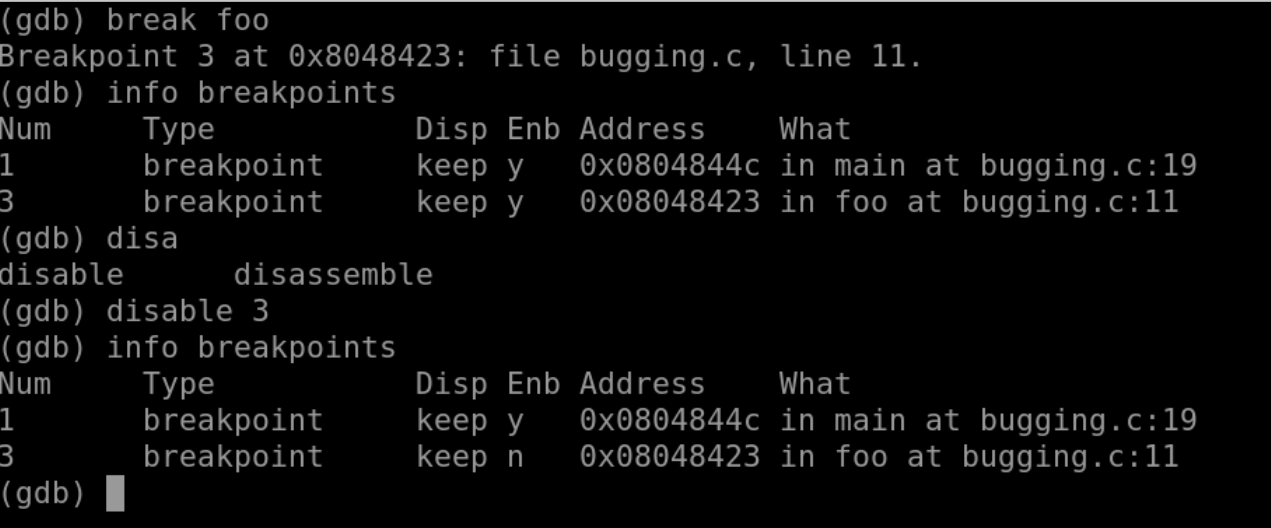 (gdb) break foo
Breakpoint 3 at 0x8048423: file bugging.c, line 11.
(gdb) info breakpoints
Num     Type           Disp Enb Address    What
1       breakpoint     keep y   0x0804844c in main at bugging.c:19
3       breakpoint     keep y   0x08048423 in foo at bugging.c:11
(gdb) disa
disable      disassemble
(gdb) disable 3
(gdb) info breakpoints
Num     Type           Disp Enb Address    What
1       breakpoint     keep y   0x0804844c in main at bugging.c:19
3       breakpoint     keep n   0x08048423 in foo at bugging.c:11
(gdb)